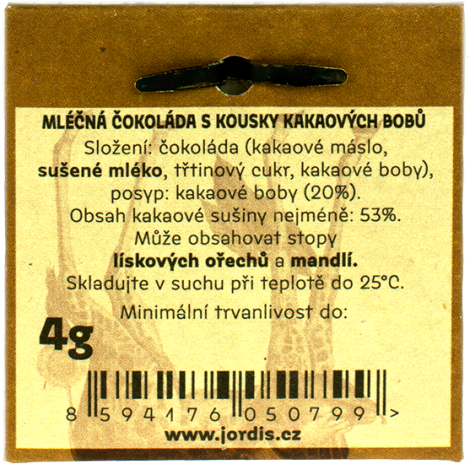 MLÉČNÁ ČOKOLÁDA S KOUSKY KAKAOVÝCH BOBŮ
Složení: čokoláda (kakaové máslo,
sušené mléko, třtinový cukr, kakaové boby),
posyp: kakaové boby (20%).
Obsah kakaové sušiny nejméně: 53%.
Může obsahovat stopy
lískových ořechů a mandlí.
Skladujte v suchu při teplotě do 25°C.
Minimální trvanlivost do:
4g
8 594176 050799 >
www.jordis.cz